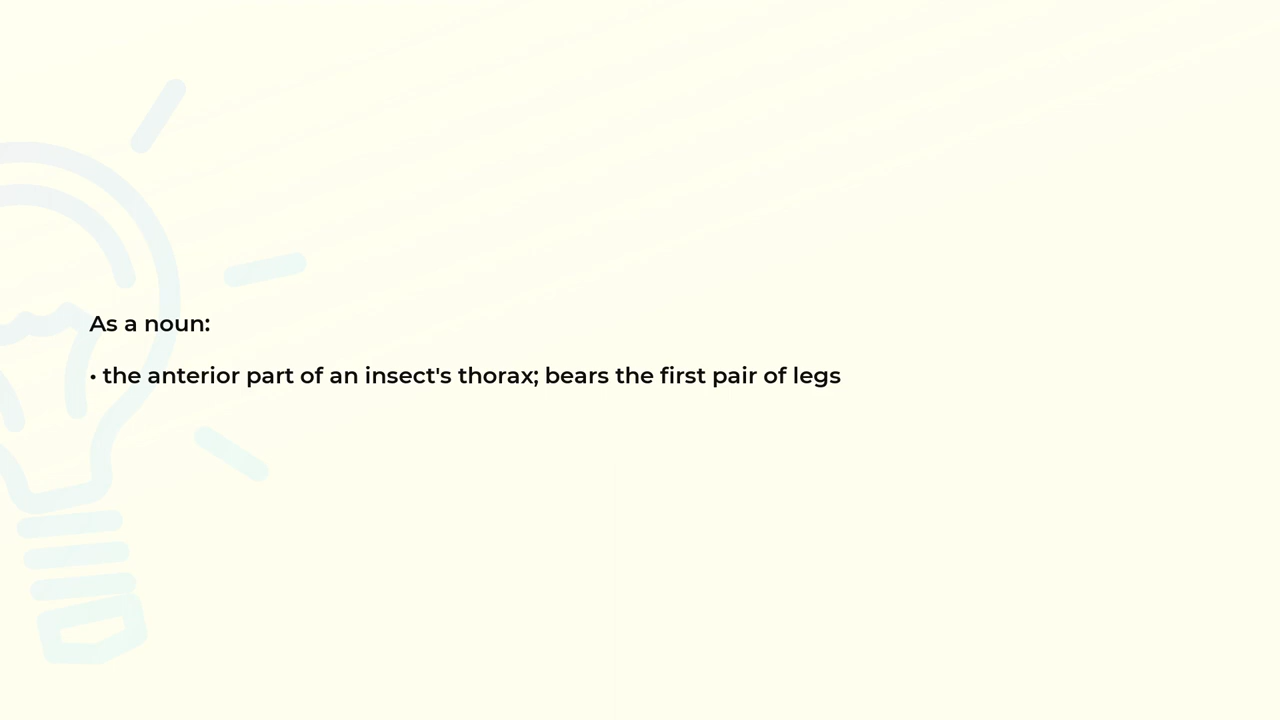 As a noun:
• the anterior part of an insect's thorax; bears the first pair of legs